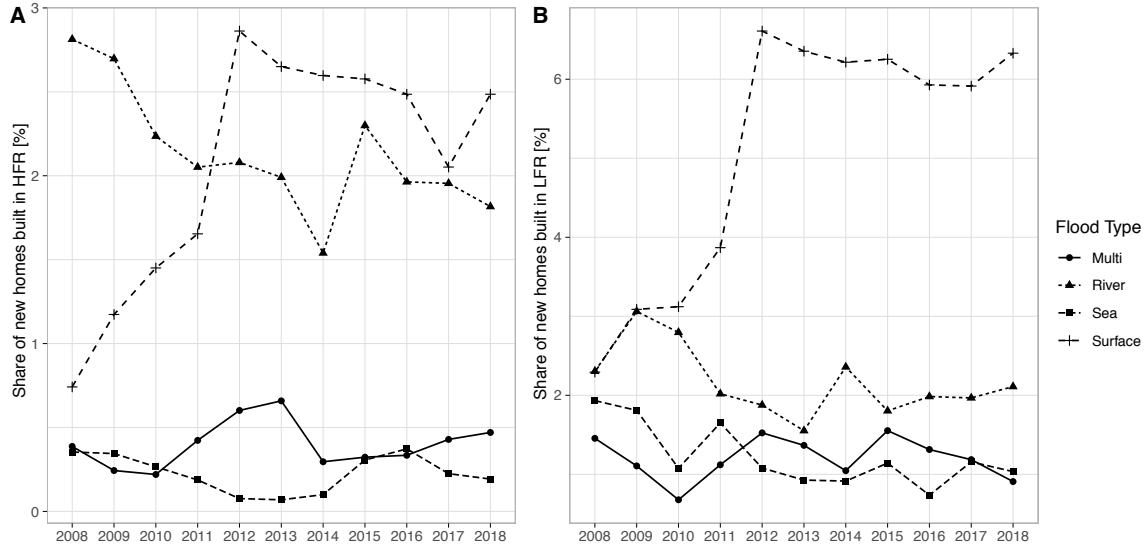 A
Share of new homes built in HFR [%]
3
2
1
0
2008 2009 2010 2011 2012 2013 2014 2015 2016 2017 2018
B
Share of new homes built in LFR [%]
6
4
2
2008 2009 2010 2011 2012 2013 2014 2015 2016 2017 2018
Flood Type
Multi
River
Sea
Surface